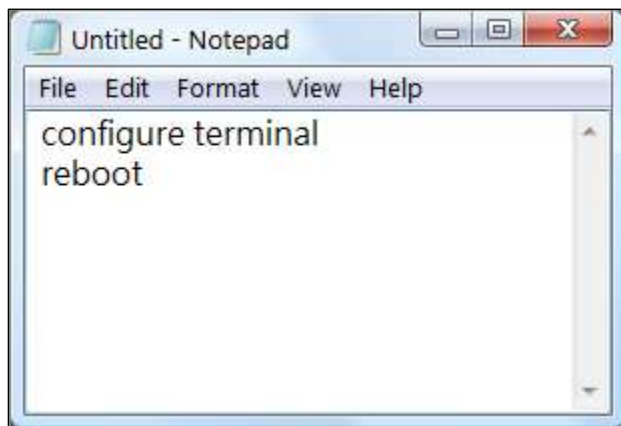 Untitled - Notepad
File Edit Format View Help
configure terminal
reboot